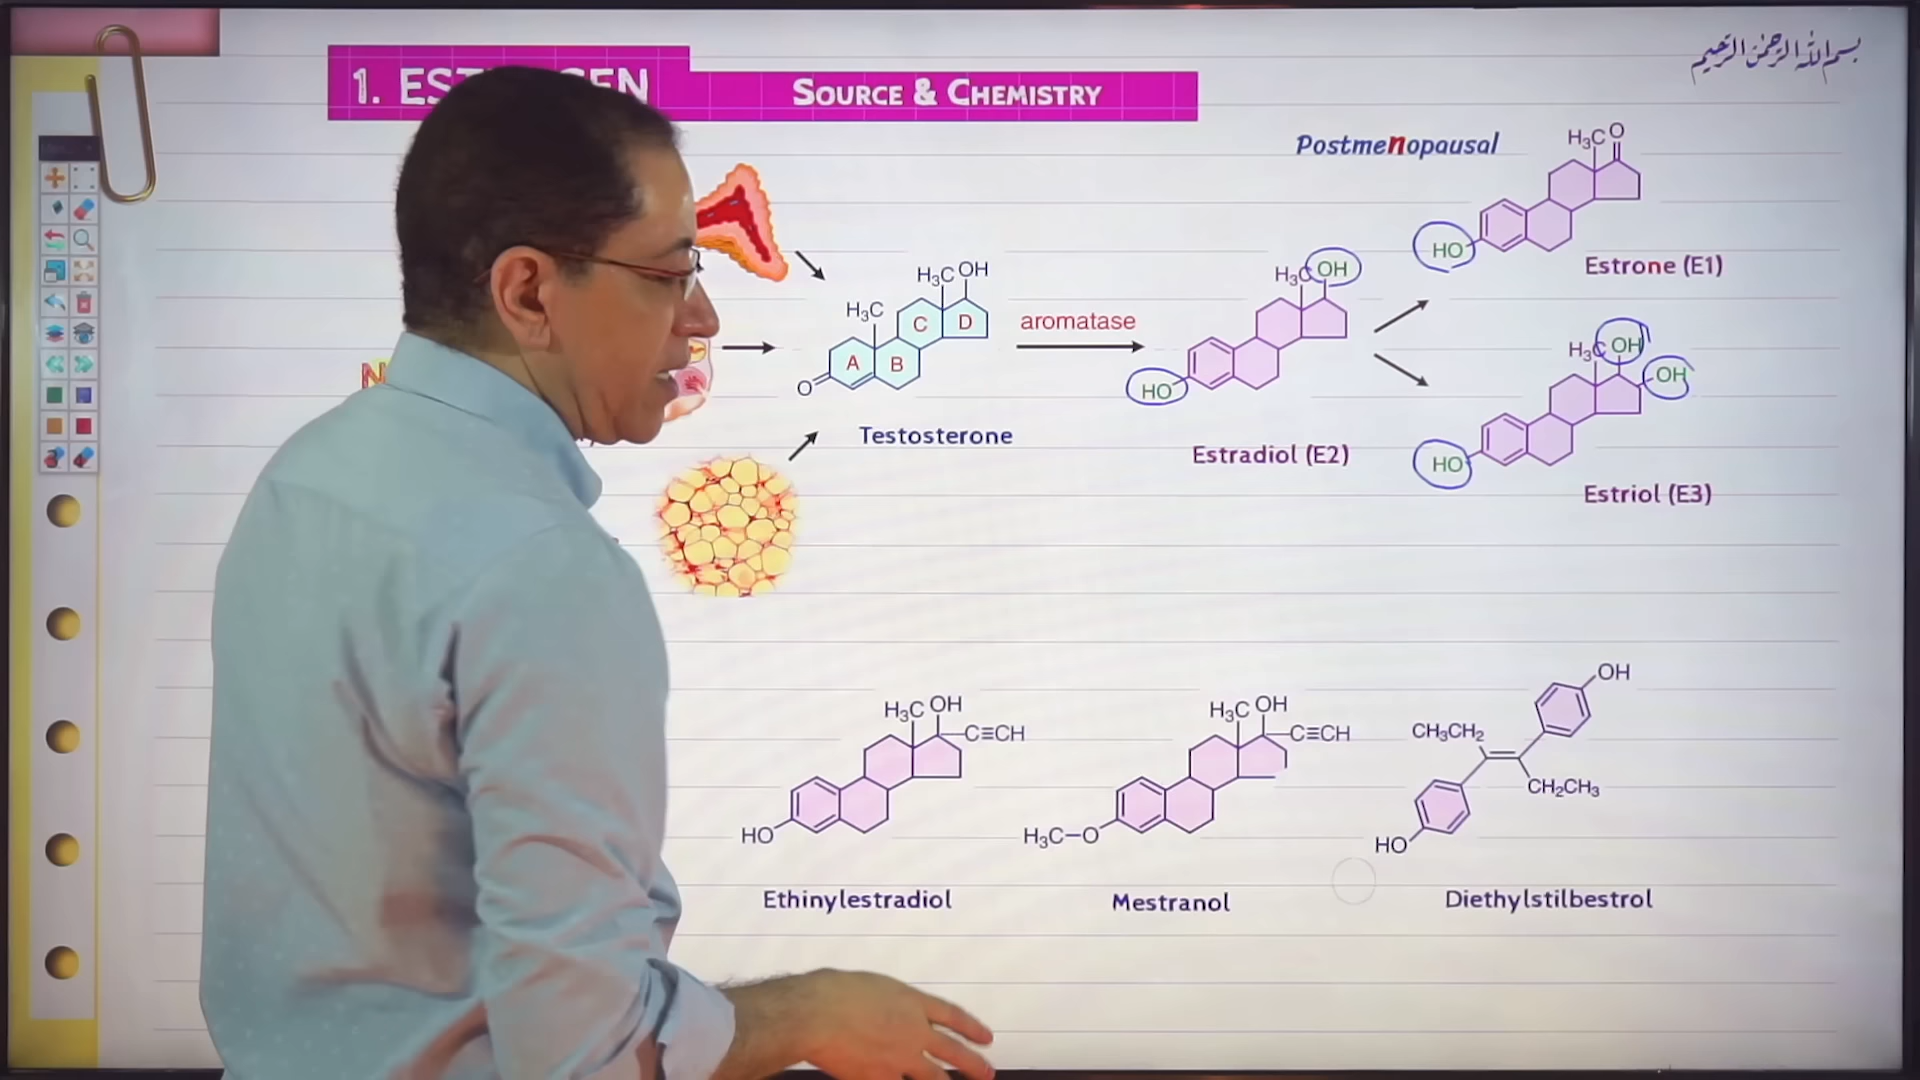 بسم الله الرحمن الرحيم
1. ES
EN
SOURCE & CHEMISTRY
Postmenopausal
H₃C O
HO
Estrone (E1)
H₃C OH
H₃C
A B C D
O
Testosterone
aromatase
H₃C OH
HO
Estradiol (E2)
H₃C OH
OH
HO
Estriol (E3)
N
H₃C OH
C≡CH
HO
Ethinylestradiol
H₃C OH
C≡CH
H₃C–O
Mestranol
OH
CH₃CH₂
CH₂CH₃
HO
Diethylstilbestrol